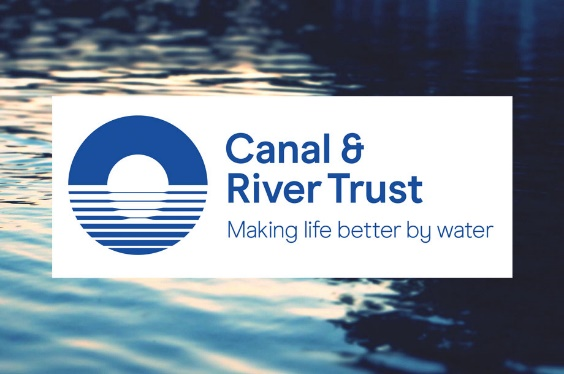 Canal &
River Trust
Making life better by water